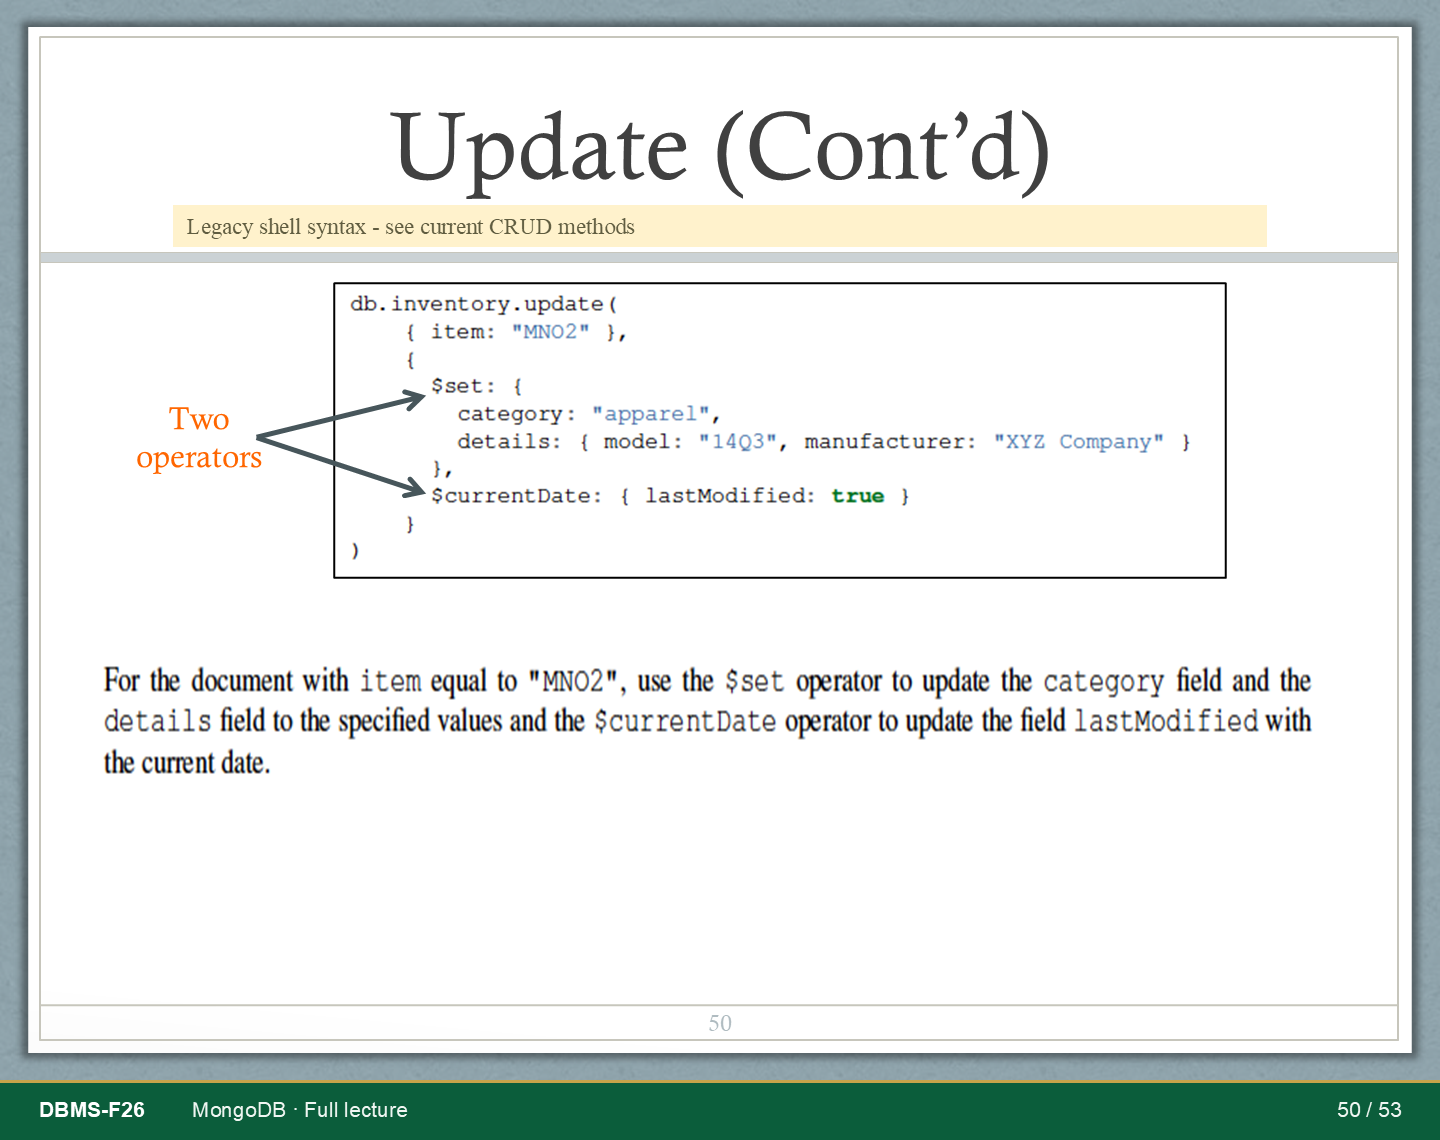 Update (Cont’d)
Legacy shell syntax - see current CRUD methods
db.inventory.update(
{ item: "MNO2" },
{
$set: {
category: "apparel",
details: { model: "14Q3", manufacturer: "XYZ Company" }
},
$currentDate: { lastModified: true }
}
)
Two
operators
For the document with item equal to "MNO2", use the $set operator to update the category field and the
details field to the specified values and the $currentDate operator to update the field lastModified with
the current date.
50
DBMS-F26 MongoDB · Full lecture 50 / 53